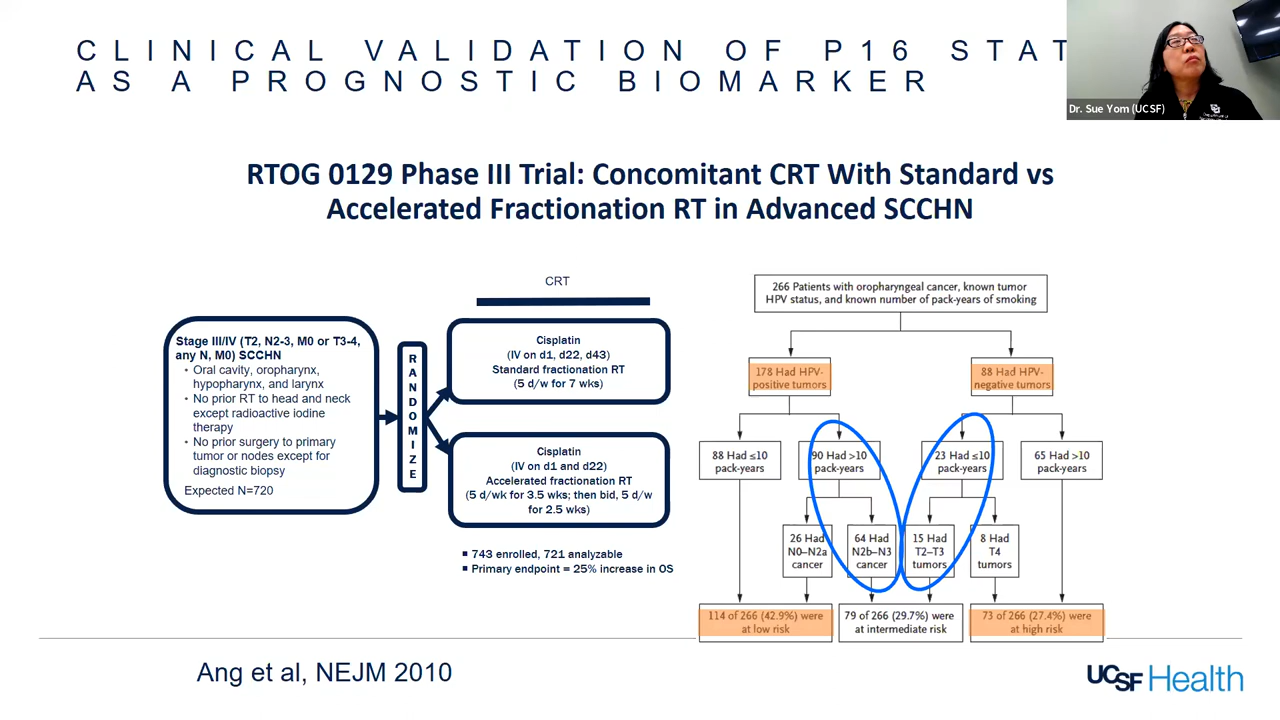 CLINICAL VALIDATION OF P16 STAT
AS A PROGNOSTIC BIOMARKER
Dr. Sue Yom (UCSF)
RTOG 0129 Phase III Trial: Concomitant CRT With Standard vs
Accelerated Fractionation RT in Advanced SCCHN
Stage III/IV (T2, N2-3, M0 or T3-4,
any N, M0) SCCHN
• Oral cavity, oropharynx,
hypopharynx, and larynx
• No prior RT to head and neck
except radioactive iodine
therapy
• No prior surgery to primary
tumor or nodes except for
diagnostic biopsy
Expected N=720
RANDOMIZE
CRT
Cisplatin
(IV on d1, d22, d43)
Standard fractionation RT
(5 d/w for 7 wks)
Cisplatin
(IV on d1 and d22)
Accelerated fractionation RT
(5 d/wk for 3.5 wks; then bid, 5 d/w
for 2.5 wks)
▪ 743 enrolled, 721 analyzable
▪ Primary endpoint = 25% increase in OS
266 Patients with oropharyngeal cancer, known tumor
HPV status, and known number of pack-years of smoking
178 Had HPV-
positive tumors
88 Had HPV-
negative tumors
88 Had ≤10
pack-years
90 Had >10
pack-years
23 Had ≤10
pack-years
65 Had >10
pack-years
26 Had
N0–N2a
cancer
64 Had
N2b–N3
cancer
15 Had
T2–T3
tumors
8 Had
T4
tumors
114 of 266 (42.9%) were
at low risk
79 of 266 (29.7%) were
at intermediate risk
73 of 266 (27.4%) were
at high risk
Ang et al, NEJM 2010
UCSF Health